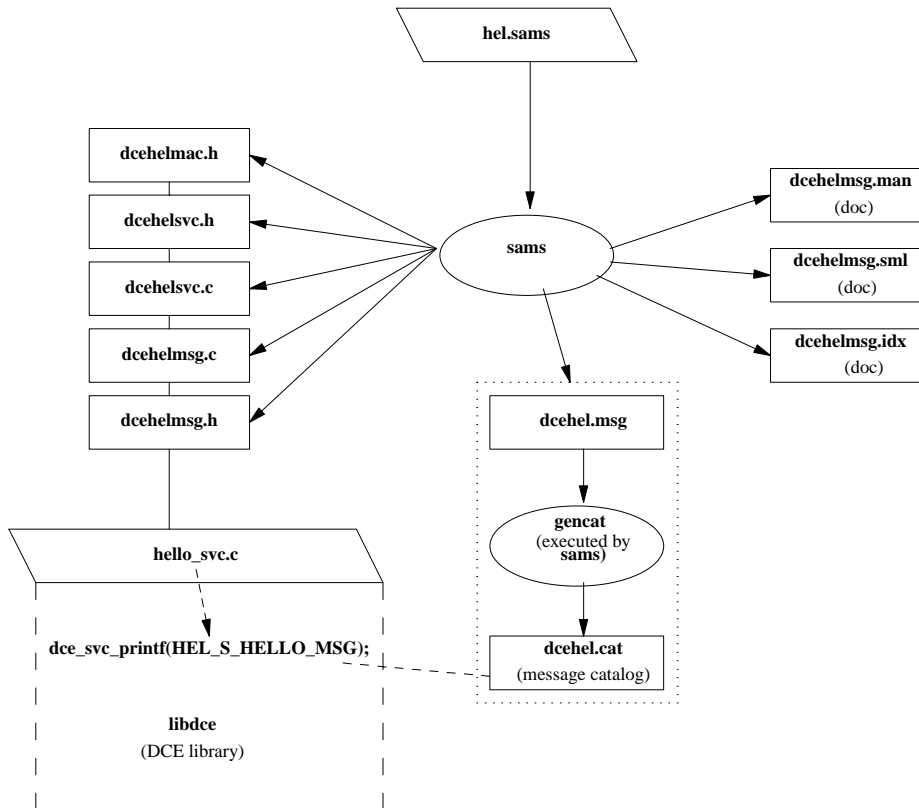 hel.sams
dcehelmac.h
dcehelsvc.h
dcehelsvc.c
dcehelmsg.c
dcehelmsg.h
sams
dcehelmsg.man
(doc)
dcehelmsg.sml
(doc)
dcehelmsg.idx
(doc)
dcehel.msg
gencat
(executed by
sams)
dcehel.cat
(message catalog)
hello_svc.c
dce_svc_printf(HEL_S_HELLO_MSG);
libdce
(DCE library)